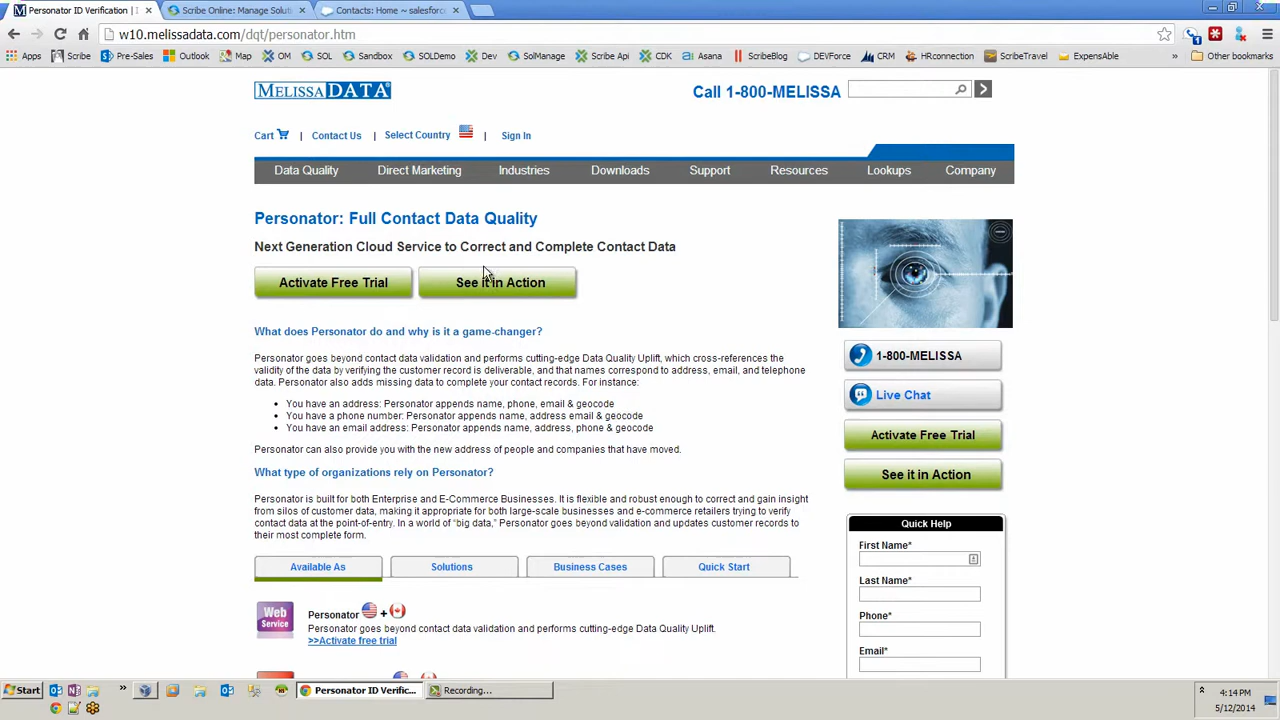 Personator ID Verification | I
Scribe Online: Manage Soluti
Contacts: Home ~ salesforc
w10.melissadata.com/dqt/personator.htm
Apps Scribe Pre-Sales Outlook Map OM SOL Sandbox SOLDemo Dev SolManage Scribe Api CDK Asana ScribeBlog DEVForce CRM HRconnection ScribeTravel ExpensAble » Other bookmarks
MELISSA DATA®
Call 1-800-MELISSA
Cart | Contact Us | Select Country | Sign In
Data Quality Direct Marketing Industries Downloads Support Resources Lookups Company
Personator: Full Contact Data Quality
Next Generation Cloud Service to Correct and Complete Contact Data
Activate Free Trial See it in Action
What does Personator do and why is it a game-changer?
Personator goes beyond contact data validation and performs cutting-edge Data Quality Uplift, which cross-references the
validity of the data by verifying the customer record is deliverable, and that names correspond to address, email, and telephone
data. Personator also adds missing data to complete your contact records. For instance:
• You have an address: Personator appends name, phone, email & geocode
• You have a phone number: Personator appends name, address email & geocode
• You have an email address: Personator appends name, address, phone & geocode
Personator can also provide you with the new address of people and companies that have moved.
What type of organizations rely on Personator?
Personator is built for both Enterprise and E-Commerce Businesses. It is flexible and robust enough to correct and gain insight
from silos of customer data, making it appropriate for both large-scale businesses and e-commerce retailers trying to verify
contact data at the point-of-entry. In a world of “big data,” Personator goes beyond validation and updates customer records to
their most complete form.
Available As Solutions Business Cases Quick Start
Web
Service
Personator +
Personator goes beyond contact data validation and performs cutting-edge Data Quality Uplift.
>>Activate free trial
1-800-MELISSA
Live Chat
Activate Free Trial
See it in Action
Quick Help
First Name*
Last Name*
Phone*
Email*
Start » Personator ID Verific... Recording...
4:14 PM
5/12/2014